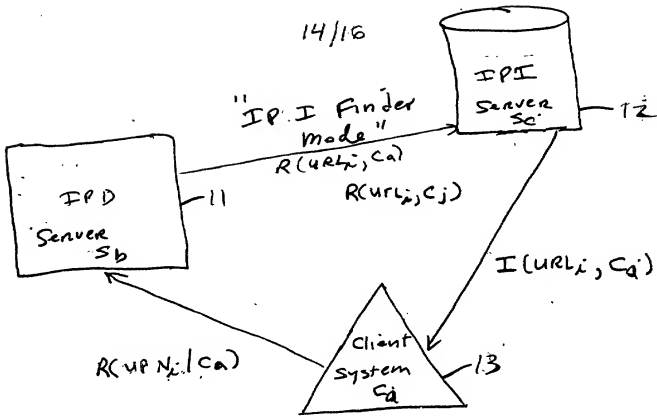 14/16
IPI
Server
Sc
12
"IP.I Finder
mode"
R(URLi, Ca)
R(URLi, Cj)
IPD
Server
Sb
11
I(URLi, Ca)
R(UPNi/Ca)
Client
System
Ca
13